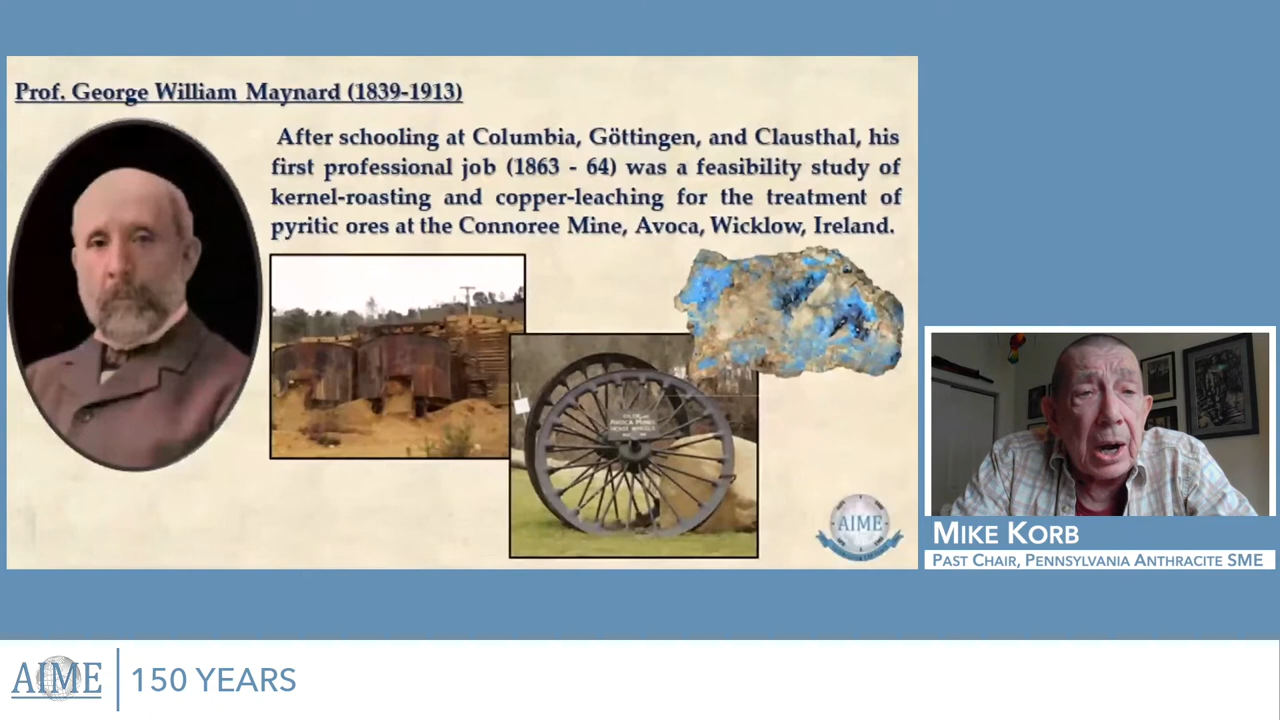 Prof. George William Maynard (1839-1913)
After schooling at Columbia, Göttingen, and Clausthal, his
first professional job (1863 - 64) was a feasibility study of
kernel-roasting and copper-leaching for the treatment of
pyritic ores at the Connoree Mine, Avoca, Wicklow, Ireland.
AVOCA MINES
AIME
MIKE KORB
PAST CHAIR, PENNSYLVANIA ANTHRACITE SME
AIME
150 YEARS